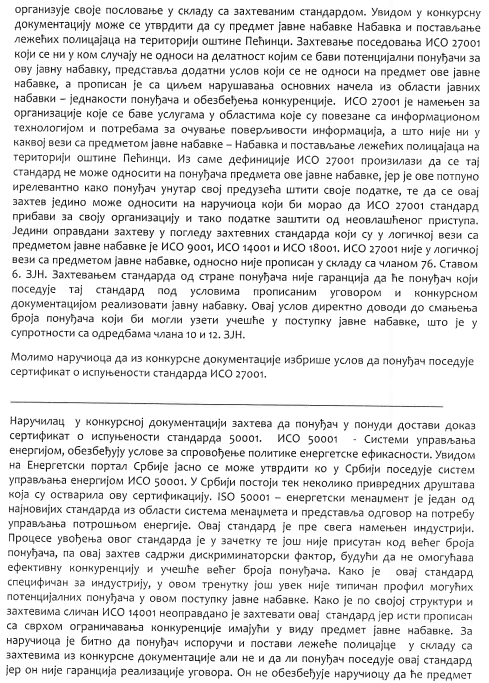 организује своје пословање у складу са захтеваним стандардом. Увидом у конкурсну
документацију може се утврдити да су предмет јавне набавке Набавка и постављање
лежећих полицајаца на територији општине Пећинци. Захтевање поседовања ИСО 27001
који се ни у ком случају не односи на делатност којим се бави потенцијални понуђачи за
ову јавну набавку, представља додатни услов који се не односи на предмет ове јавне
набавке, а прописан је са циљем нарушавања основних начела из области јавних
набавки – једнакости понуђача и обезбеђења конкуренције. ИСО 27001 је намењен за
организације које се баве услугама у областима које су повезане са информационом
технологијом и потребама за очување поверљивости информација, а што није ни у
каквој вези са предметом јавне набавке – Набавка и постављање лежећих полицајаца на
територији општине Пећинци. Из саме дефиниције ИСО 27001 произилази да се тај
стандард не може односити на понуђача предмета ове јавне набавке, јер је ове потпуно
ирелевантно како понуђач унутар свој предузећа штити своје податке, те да се овај
захтев једино може односити на наручиоца који би морао да ИСО 27001 стандард
прибави за своју организацију и тако податке заштити од неовлашћеног приступа.
Једини оправдани захтеву у погледу захтевних стандарда који су у логичкој вези са
предметом јавне набавке је ИСО 9001, ИСО 14001 и ИСО 18001. ИСО 27001 није у логичкој
вези са предметом јавне набавке, односно није прописан у складу са чланом 76. Ставом
6. ЗЈН. Захтевањем стандарда од стране понуђача није гаранција да ће понуђач који
поседује тај стандард под условима прописаним уговором и конкурсном
документацијом реализовати јавну набавку. Овај услов директно доводи до смањења
броја понуђача који би могли узети учешће у поступку јавне набавке, што је у
супротности са одредбама члана 10 и 12. ЗЈН.
Молимо наручиоца да из конкурсне документације избрише услов да понуђач поседује
сертификат о испуњености стандарда ИСО 27001.
Наручилац у конкурсној документацији захтева да понуђач у понуди достави доказ
сертификат о испуњености стандарда 50001. ИСО 50001 - Системи управљања
енергијом, обезбеђују услове за спровођење политике енергетске ефикасности. Увидом
на Енергетски портал Србије јасно се може утврдити ко у Србији поседује систем
управљања енергијом ИСО 50001. У Србији постоји тек неколико привредних друштава
која су остварила ову сертификацију. ISO 50001 – енергетски менаџмент је један од
најновијих стандарда из области система менаџмета и представља одговор на потребу
управљања потрошњом енергије. Овај стандард је пре свега намењен индустрији.
Процесе увођења овог стандарда је у зачетку те још није присутан код већег броја
понуђача, па овај захтев садржи дискриминаторски фактор, будући да не омогућава
ефективну конкуренцију и учешће већег броја понуђача. Како је овај стандард
специфичан за индустрију, у овом тренутку још увек није типичан профил могућих
потенцијалних понуђача у овом поступку јавне набавке. Како је по својој структури и
захтевима сличан ИСО 14001 неоправдано је захтевати овај стандард јер исти прописан
са сврхом ограничавања конкуренције имајући у виду предмет јавне набавке. За
наручиоца је битно да понуђач испоручи и постави лежеће полицајце у складу са
захтевима из конкурсне документације али не и да ли понуђач поседује овај стандард
јер он није гаранција реализације уговора. Он не обезбеђује наручиоцу да ће предмет